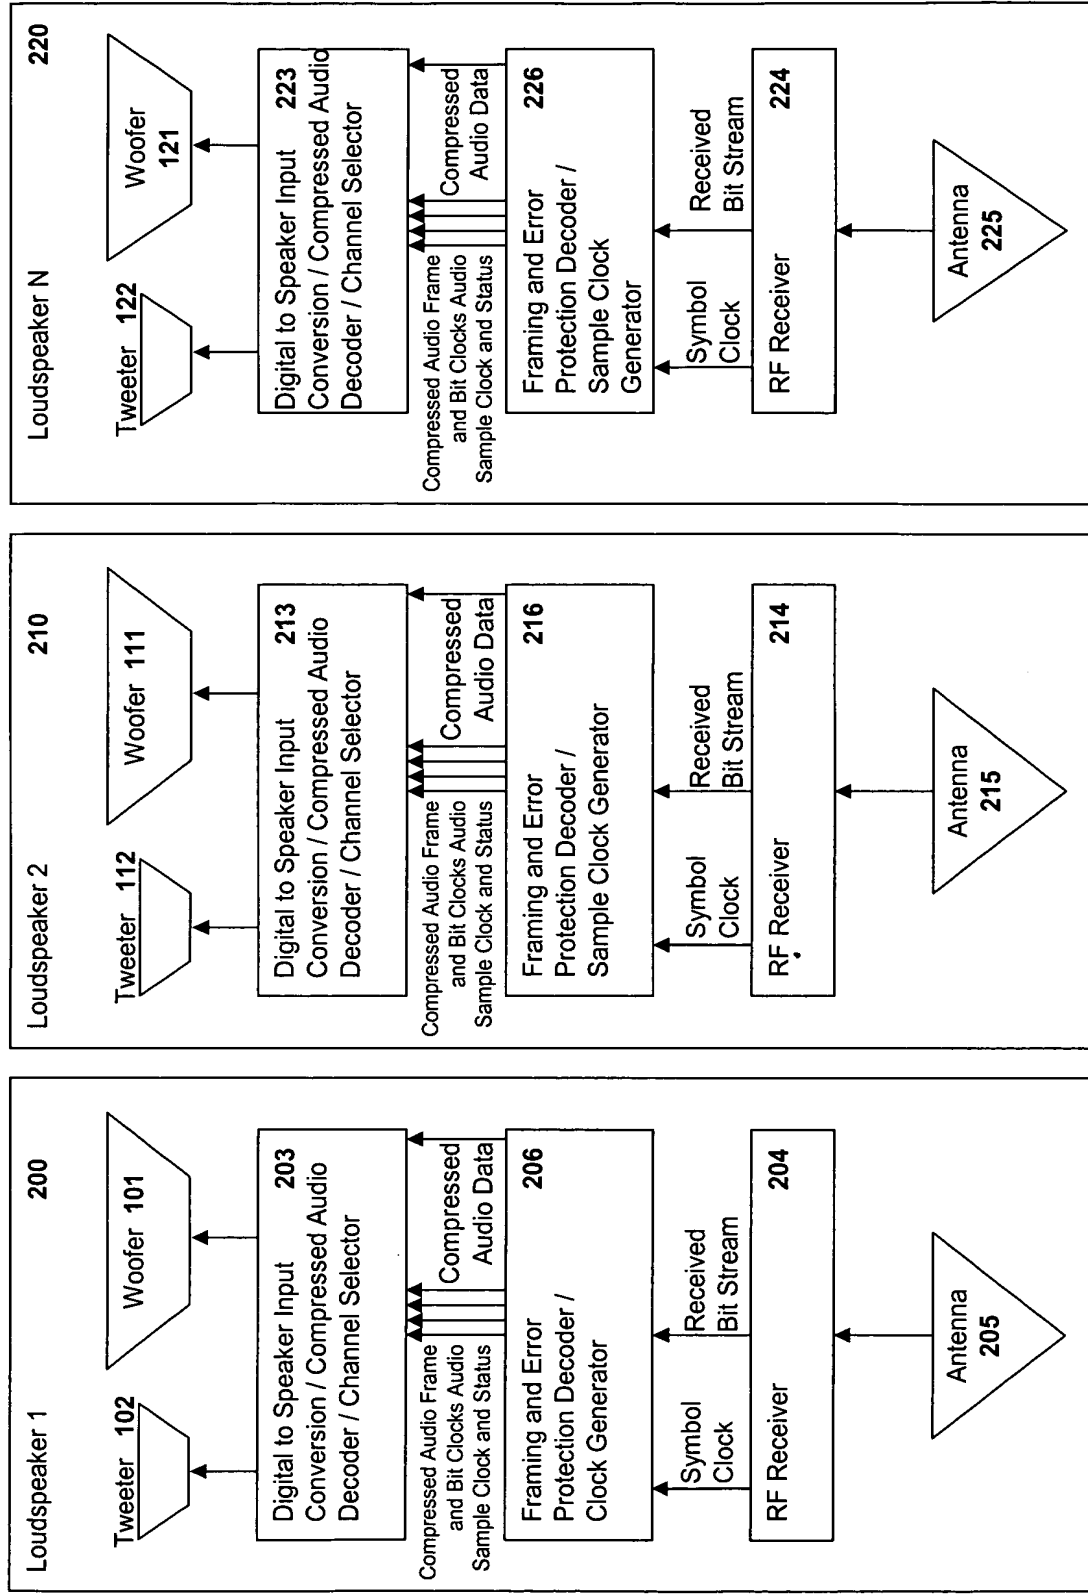 Loudspeaker 1
200
Tweeter 102
Woofer 101
Digital to Speaker Input
203
Conversion / Compressed Audio
Decoder / Channel Selector
Compressed Audio Frame
and Bit Clocks Audio
Sample Clock and Status
Compressed
Audio Data
Framing and Error
206
Protection Decoder /
Clock Generator
Symbol
Clock
Received
Bit Stream
RF Receiver
204
Antenna
205
Loudspeaker 2
210
Tweeter 112
Woofer 111
Digital to Speaker Input
213
Conversion / Compressed Audio
Decoder / Channel Selector
Compressed Audio Frame
and Bit Clocks Audio
Sample Clock and Status
Compressed
Audio Data
Framing and Error
216
Protection Decoder /
Sample Clock Generator
Symbol
Clock
Received
Bit Stream
RF Receiver
214
Antenna
215
Loudspeaker N
220
Tweeter 122
Woofer
121
Digital to Speaker Input
223
Conversion / Compressed Audio
Decoder / Channel Selector
Compressed Audio Frame
and Bit Clocks Audio
Sample Clock and Status
Compressed
Audio Data
Framing and Error
226
Protection Decoder /
Sample Clock
Generator
Symbol
Clock
Received
Bit Stream
RF Receiver
224
Antenna
225